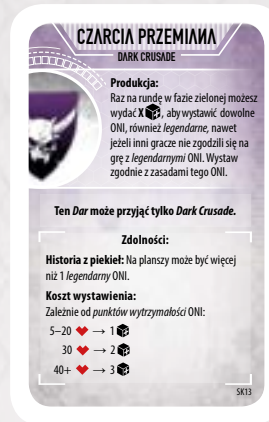 CZARCIA PRZEMIANA
DARK CRUSADE
Produkcja:
Raz na rundę w fazie zielonej możesz
wydać X, aby wystawić dowolne
ONI, również legendarne, nawet
jeżeli inni gracze nie zgodzili się na
grę z legendarnymi ONI. Wystaw
zgodnie z zasadami tego ONI.
Ten Dar może przyjąć tylko Dark Crusade.
Zdolności:
Historia z piekieł: Na planszy może być więcej
niż 1 legendarny ONI.
Koszt wystawienia:
Zależnie od punktów wytrzymałości ONI:
5–20 ♥ → 1
30 ♥ → 2
40+ ♥ → 3
SK13